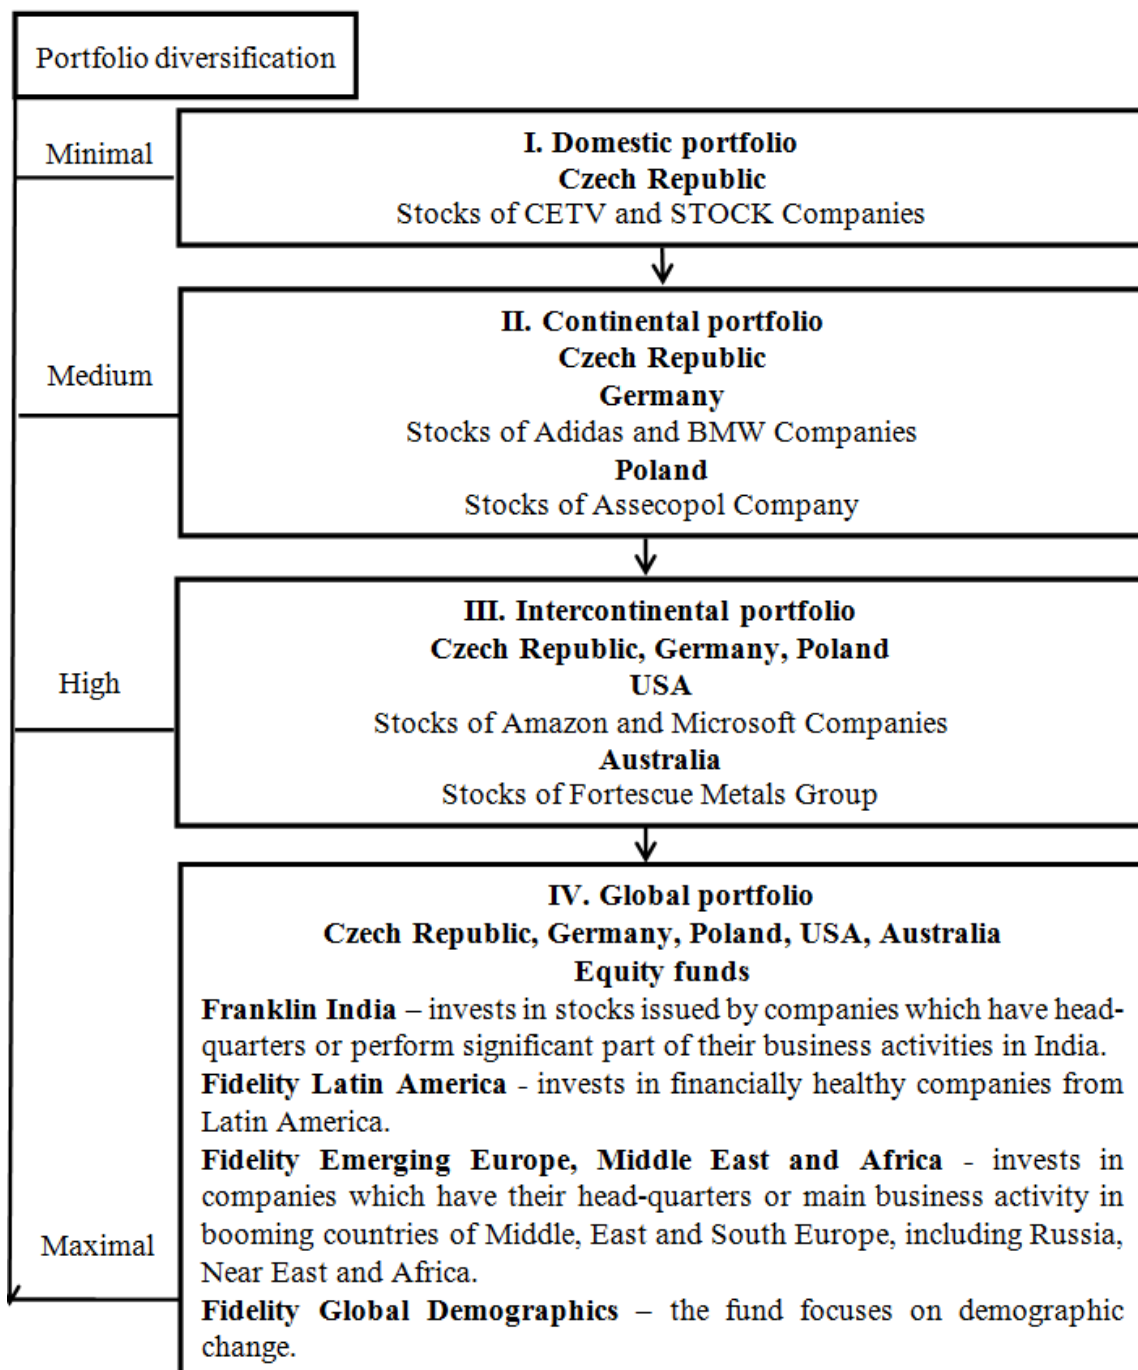 Portfolio diversification
Minimal
I. Domestic portfolio
Czech Republic
Stocks of CETV and STOCK Companies
Medium
II. Continental portfolio
Czech Republic
Germany
Stocks of Adidas and BMW Companies
Poland
Stocks of Assecopol Company
High
III. Intercontinental portfolio
Czech Republic, Germany, Poland
USA
Stocks of Amazon and Microsoft Companies
Australia
Stocks of Fortescue Metals Group
Maximal
IV. Global portfolio
Czech Republic, Germany, Poland, USA, Australia
Equity funds
Franklin India – invests in stocks issued by companies which have head-
quarters or perform significant part of their business activities in India.
Fidelity Latin America - invests in financially healthy companies from
Latin America.
Fidelity Emerging Europe, Middle East and Africa - invests in
companies which have their head-quarters or main business activity in
booming countries of Middle, East and South Europe, including Russia,
Near East and Africa.
Fidelity Global Demographics – the fund focuses on demographic
change.